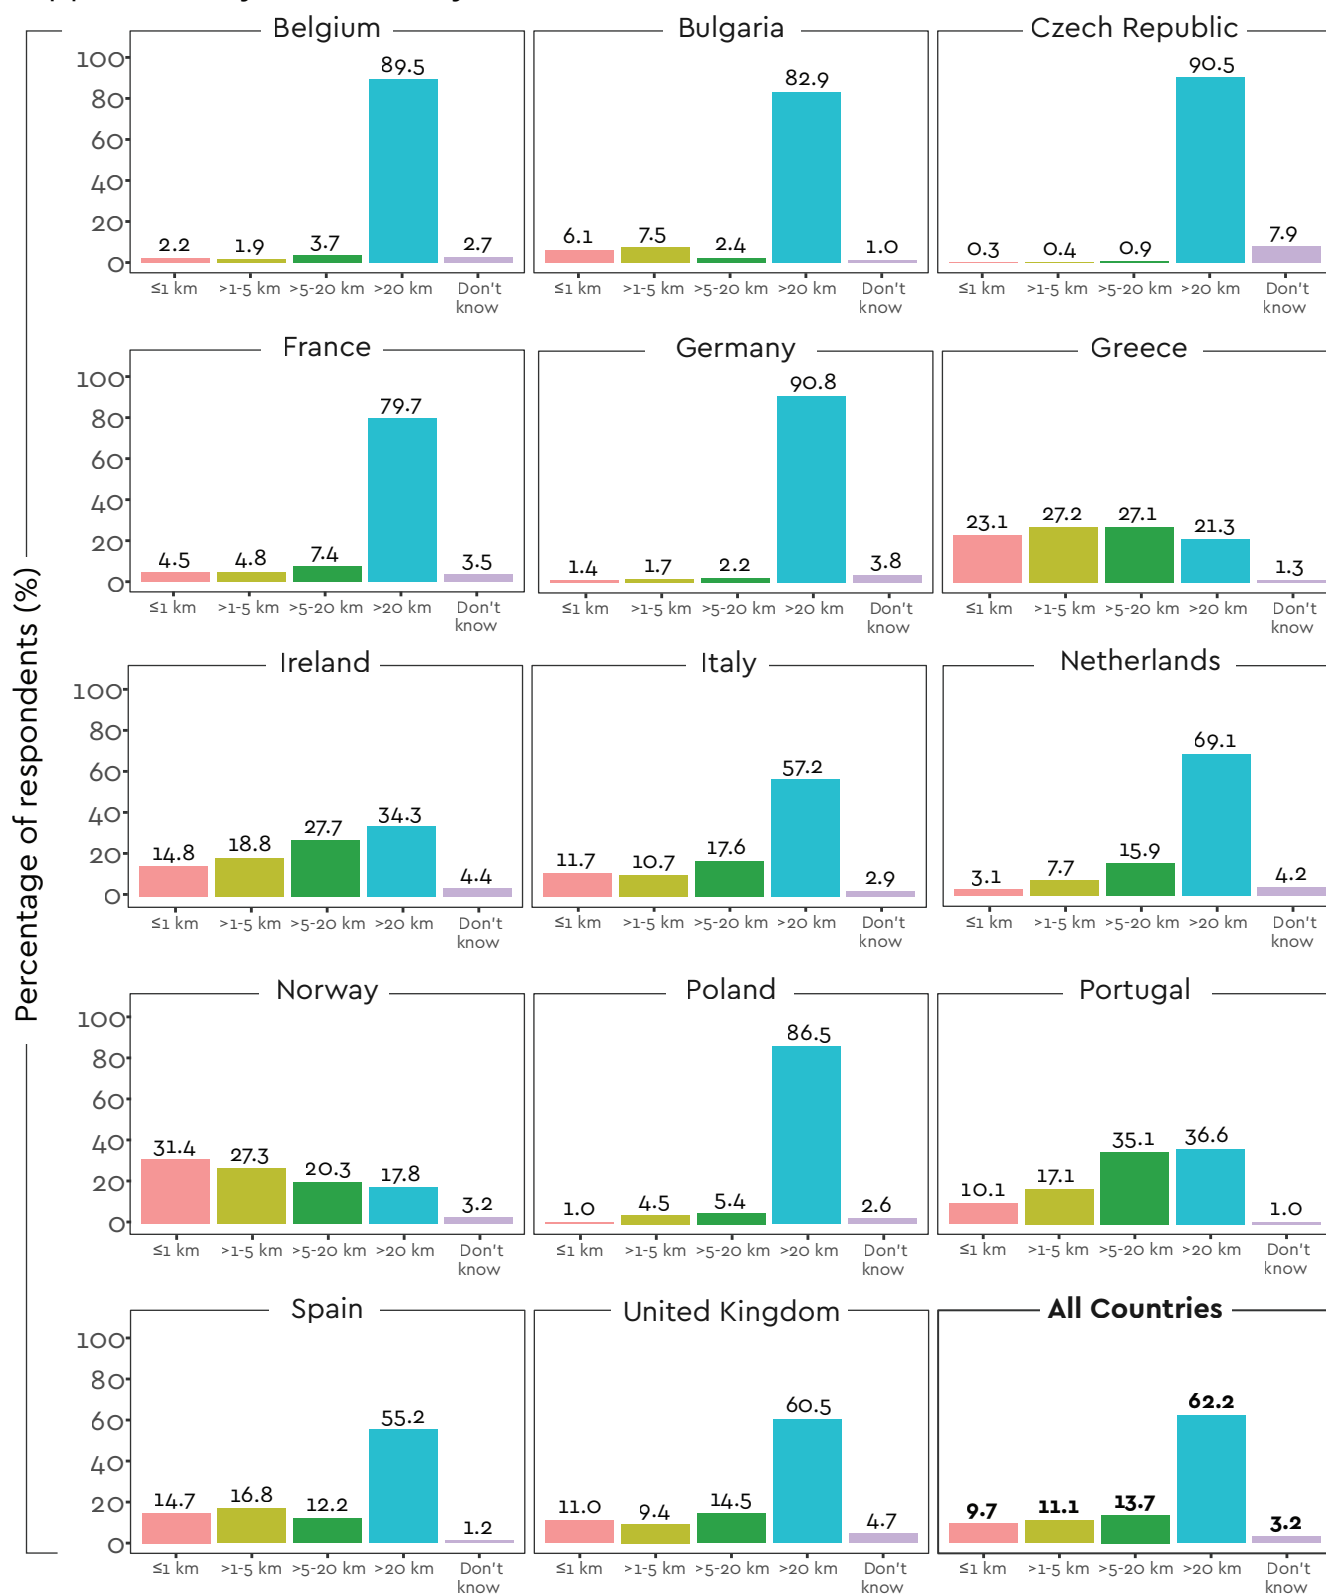 Belgium
Bulgaria
Czech Republic
100
80
60
40
20
0
2.2 1.9 3.7 89.5 2.7
6.1 7.5 2.4 82.9 1.0
0.3 0.4 0.9 90.5 7.9
≤1 km >1-5 km >5-20 km >20 km Don't know
≤1 km >1-5 km >5-20 km >20 km Don't know
≤1 km >1-5 km >5-20 km >20 km Don't know
France
Germany
Greece
100
80
60
40
20
0
4.5 4.8 7.4 79.7 3.5
1.4 1.7 2.2 90.8 3.8
23.1 27.2 27.1 21.3 1.3
≤1 km >1-5 km >5-20 km >20 km Don't know
≤1 km >1-5 km >5-20 km >20 km Don't know
≤1 km >1-5 km >5-20 km >20 km Don't know
Percentage of respondents (%)
Ireland
Italy
Netherlands
100
80
60
40
20
0
14.8 18.8 27.7 34.3 4.4
11.7 10.7 17.6 57.2 2.9
3.1 7.7 15.9 69.1 4.2
≤1 km >1-5 km >5-20 km >20 km Don't know
≤1 km >1-5 km >5-20 km >20 km Don't know
≤1 km >1-5 km >5-20 km >20 km Don't know
Norway
Poland
Portugal
100
80
60
40
20
0
31.4 27.3 20.3 17.8 3.2
1.0 4.5 5.4 86.5 2.6
10.1 17.1 35.1 36.6 1.0
≤1 km >1-5 km >5-20 km >20 km Don't know
≤1 km >1-5 km >5-20 km >20 km Don't know
≤1 km >1-5 km >5-20 km >20 km Don't know
Spain
United Kingdom
All Countries
100
80
60
40
20
0
14.7 16.8 12.2 55.2 1.2
11.0 9.4 14.5 60.5 4.7
9.7 11.1 13.7 62.2 3.2
≤1 km >1-5 km >5-20 km >20 km Don't know
≤1 km >1-5 km >5-20 km >20 km Don't know
≤1 km >1-5 km >5-20 km >20 km Don't know